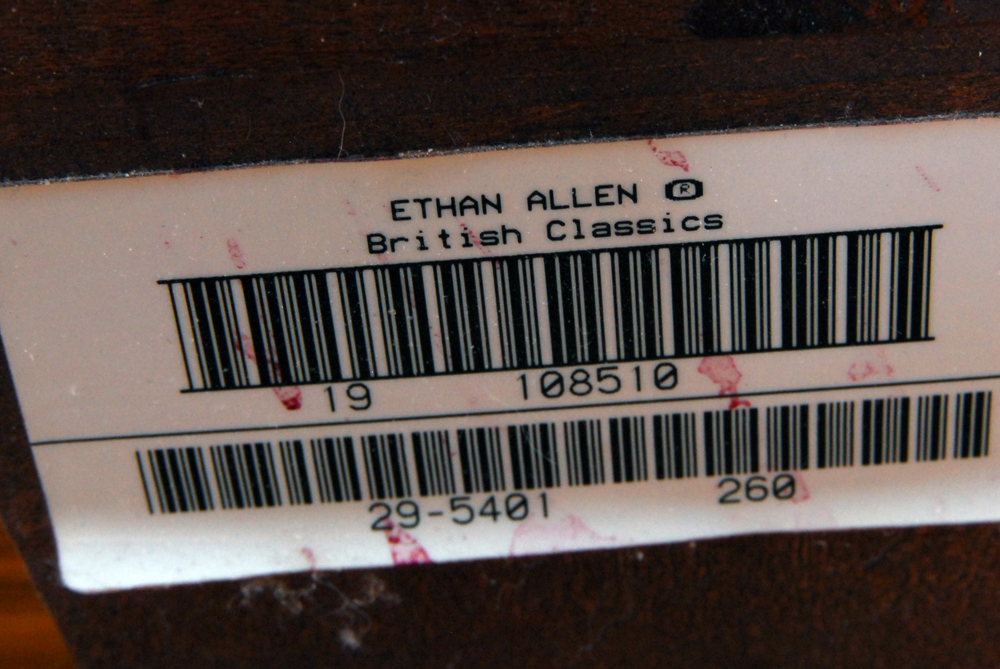 ETHAN ALLEN ®
British Classics
19 108510
29-5401 260